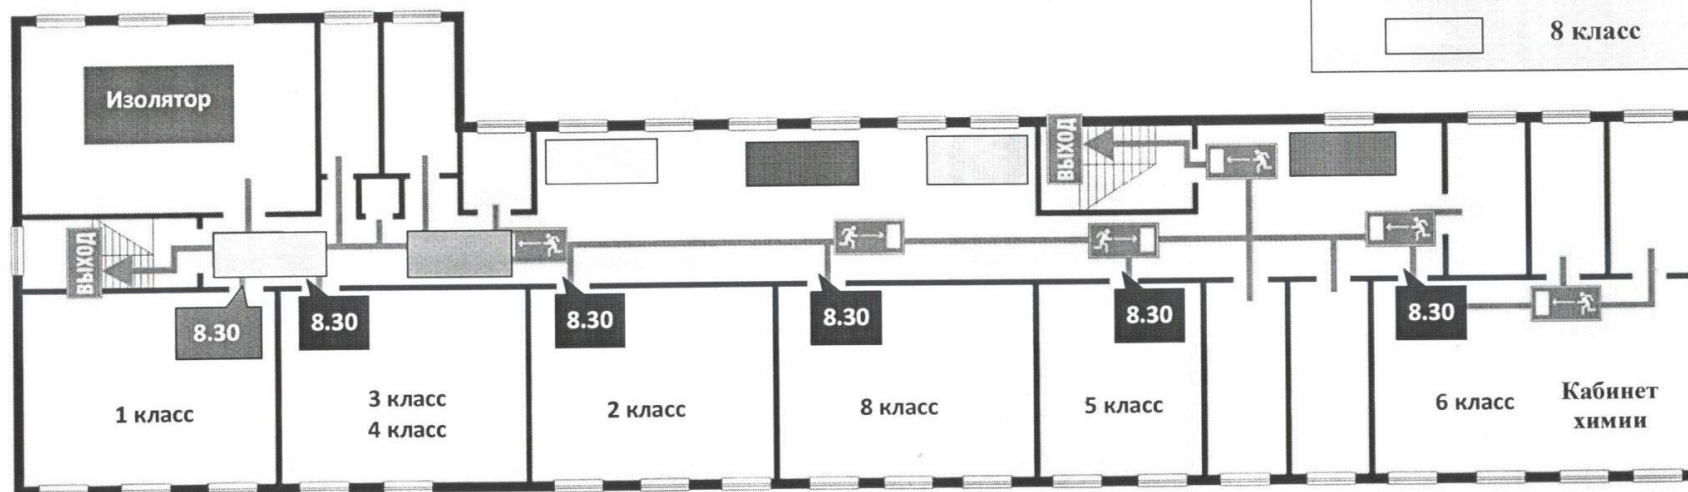 8 класс
Изолятор
ВЫХОД
ВЫХОД
8.30
8.30
8.30
8.30
8.30
8.30
1 класс
3 класс
4 класс
2 класс
8 класс
5 класс
6 класс
Кабинет
химии